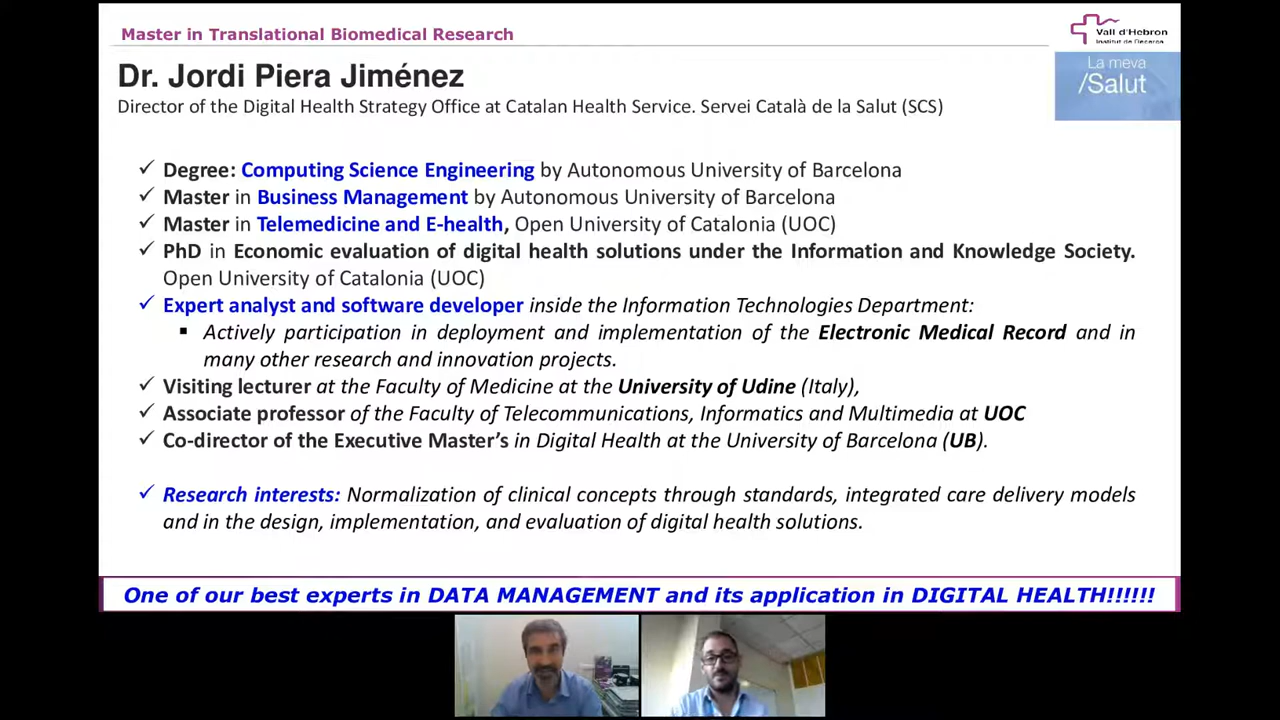 Master in Translational Biomedical Research
Vall d'Hebron
Institut de Recerca
La meva
/Salut
Dr. Jordi Piera Jiménez
Director of the Digital Health Strategy Office at Catalan Health Service. Servei Català de la Salut (SCS)
✓ Degree: Computing Science Engineering by Autonomous University of Barcelona
✓ Master in Business Management by Autonomous University of Barcelona
✓ Master in Telemedicine and E-health, Open University of Catalonia (UOC)
✓ PhD in Economic evaluation of digital health solutions under the Information and Knowledge Society.
Open University of Catalonia (UOC)
✓ Expert analyst and software developer inside the Information Technologies Department:
▪ Actively participation in deployment and implementation of the Electronic Medical Record and in
many other research and innovation projects.
✓ Visiting lecturer at the Faculty of Medicine at the University of Udine (Italy),
✓ Associate professor of the Faculty of Telecommunications, Informatics and Multimedia at UOC
✓ Co-director of the Executive Master's in Digital Health at the University of Barcelona (UB).
✓ Research interests: Normalization of clinical concepts through standards, integrated care delivery models
and in the design, implementation, and evaluation of digital health solutions.
One of our best experts in DATA MANAGEMENT and its application in DIGITAL HEALTH!!!!!!